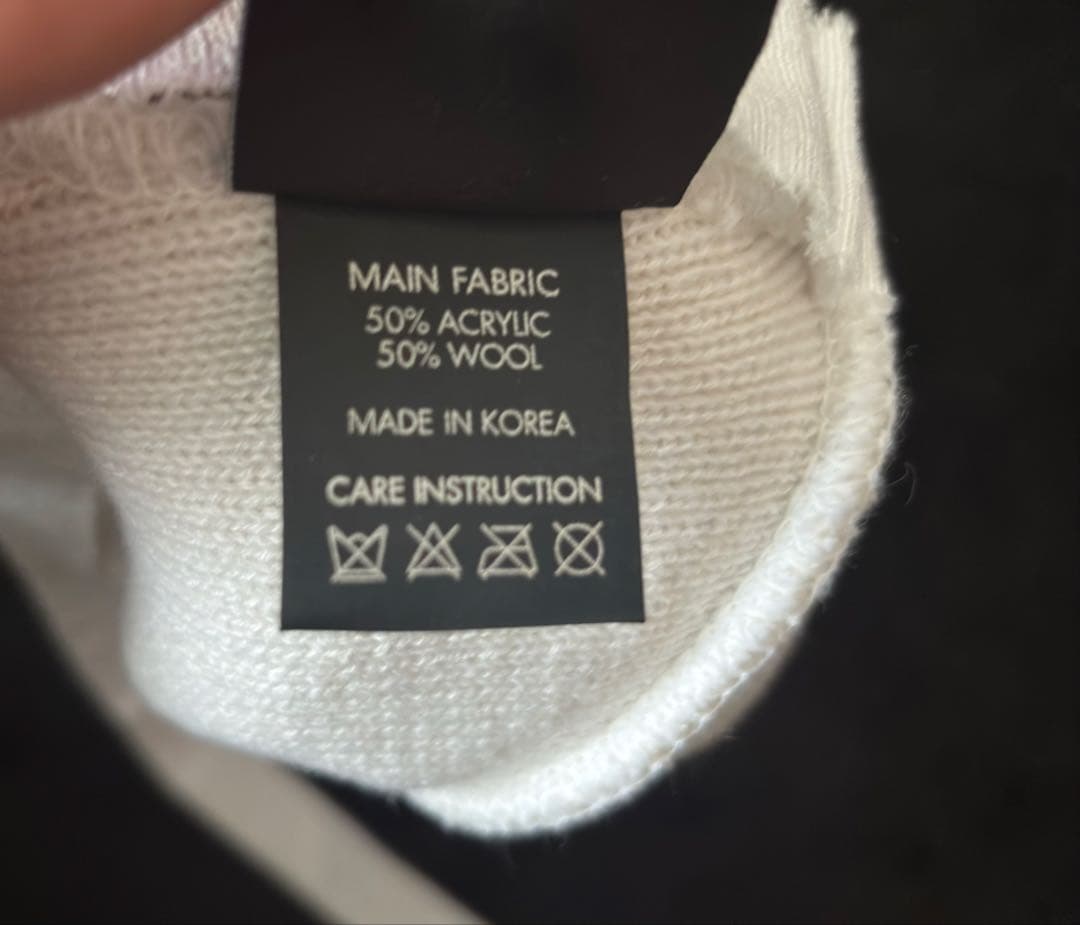 MAIN FABRIC
50% ACRYLIC
50% WOOL
MADE IN KOREA
CARE INSTRUCTION